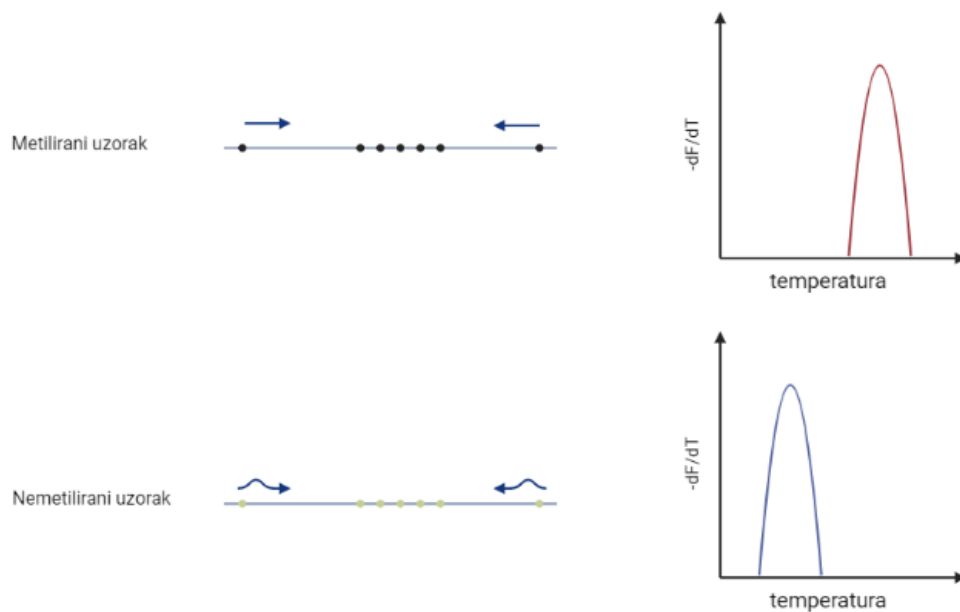 Metilirani uzorak
-dF/dT
temperatura
Nemetilirani uzorak
-dF/dT
temperatura